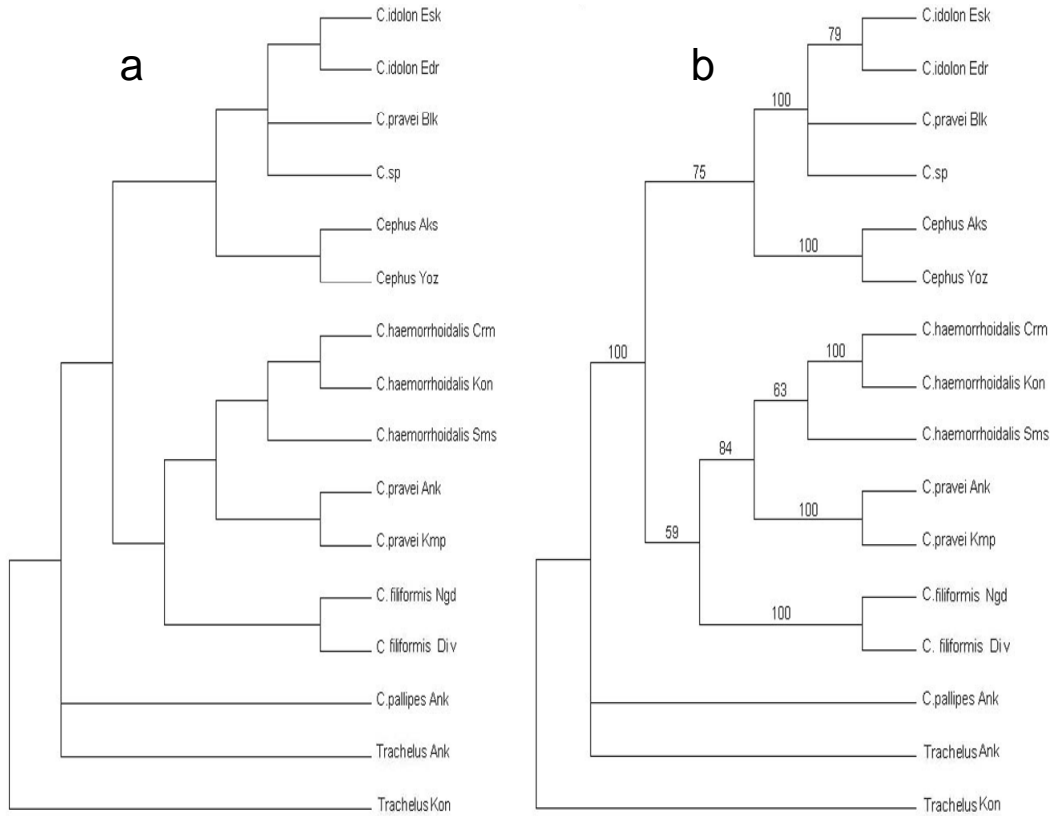 a
C.idolon Esk
C.idolon Edr
C.pravei Blk
C.sp
Cephus Aks
Cephus Yoz
C.haemorrhoidalis Crm
C.haemorrhoidalis Kon
C.haemorrhoidalis Sms
C.pravei Ank
C.pravei Kmp
C. filiformis Ngd
C filiformis Div
C.pallipes Ank
Trachelus Ank
Trachelus Kon
b
C.idolon Esk
79
C.idolon Edr
100
C.pravei Blk
75
C.sp
Cephus Aks
100
Cephus Yoz
C.haemorrhoidalis Crm
100
100
C.haemorrhoidalis Kon
63
C.haemorrhoidalis Sms
84
C.pravei Ank
100
59
C.pravei Kmp
C.filiformis Ngd
100
C. filiformis Div
C.pallipes Ank
Trachelus Ank
Trachelus Kon